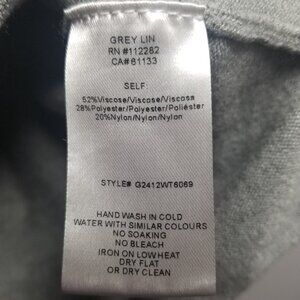 GREY LIN
RN #112282
CA# 61133
SELF:
52%Viscose/Viscose/Viscosa
28%Polyester/Polyester/Poliéster
20%Nylon/Nylon/Nylon
STYLE# G2412WT6069
HAND WASH IN COLD
WATER WITH SIMILAR COLOURS
NO SOAKING
NO BLEACH
IRON ON LOW HEAT
DRY FLAT
OR DRY CLEAN